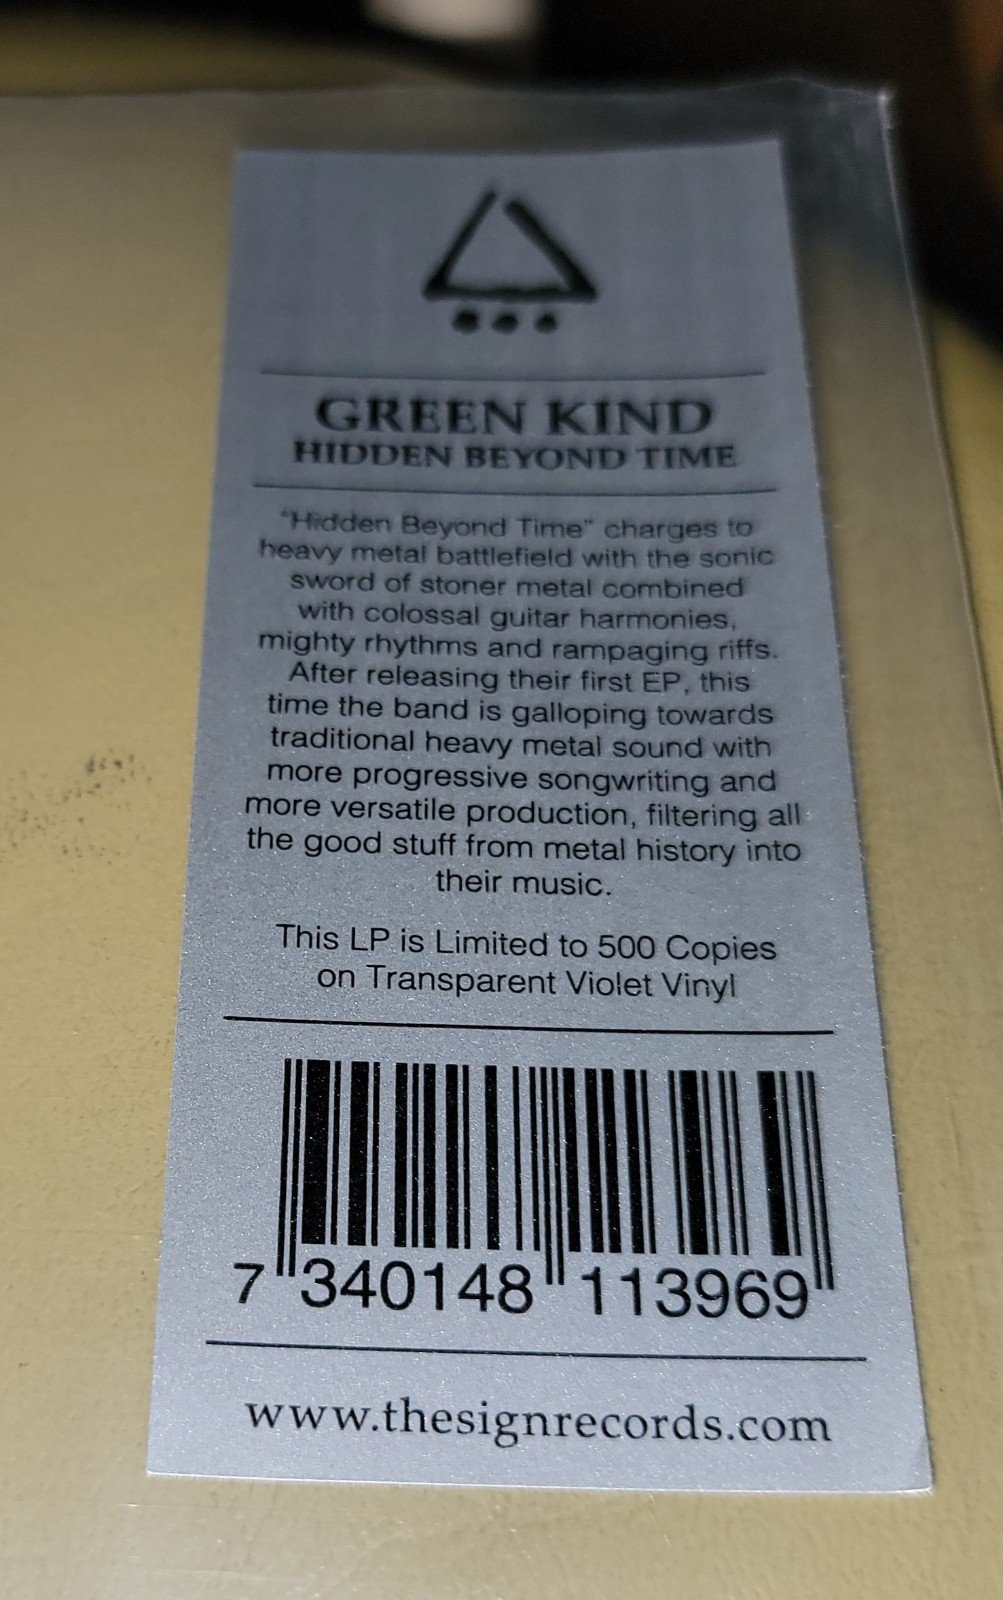 GREEN KIND
HIDDEN BEYOND TIME
"Hidden Beyond Time" charges to
heavy metal battlefield with the sonic
sword of stoner metal combined
with colossal guitar harmonies,
mighty rhythms and rampaging riffs.
After releasing their first EP, this
time the band is galloping towards
traditional heavy metal sound with
more progressive songwriting and
more versatile production, filtering all
the good stuff from metal history into
their music.
This LP is Limited to 500 Copies
on Transparent Violet Vinyl
7 340148 113969
www.thesignrecords.com